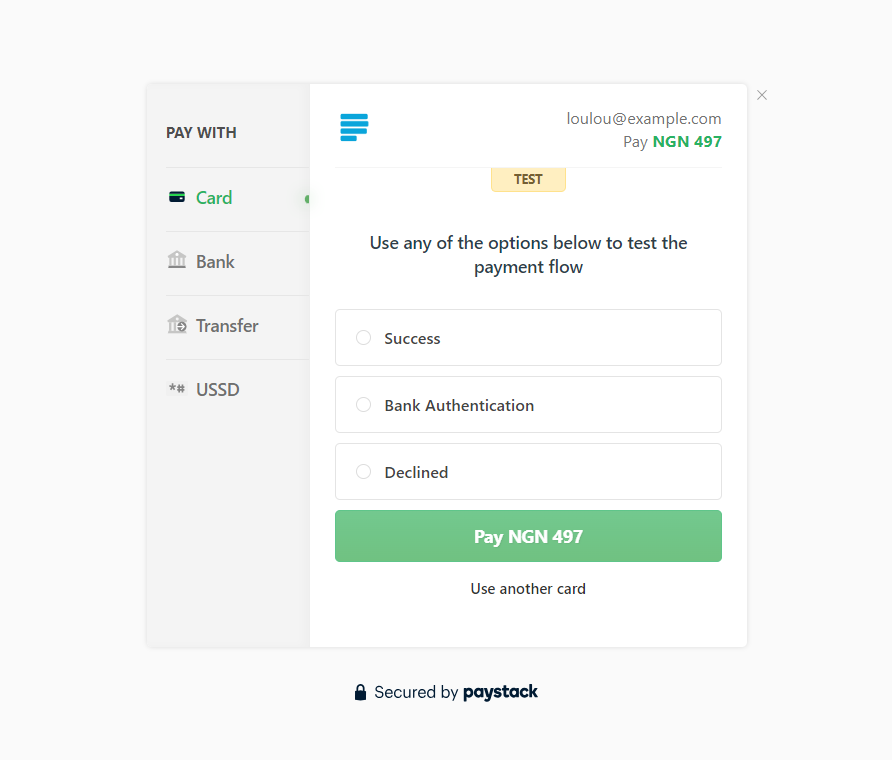 PAY WITH
Card
Bank
Transfer
*# USSD
loulou@example.com
Pay NGN 497
TEST
Use any of the options below to test the
payment flow
Success
Bank Authentication
Declined
Pay NGN 497
Use another card
Secured by paystack